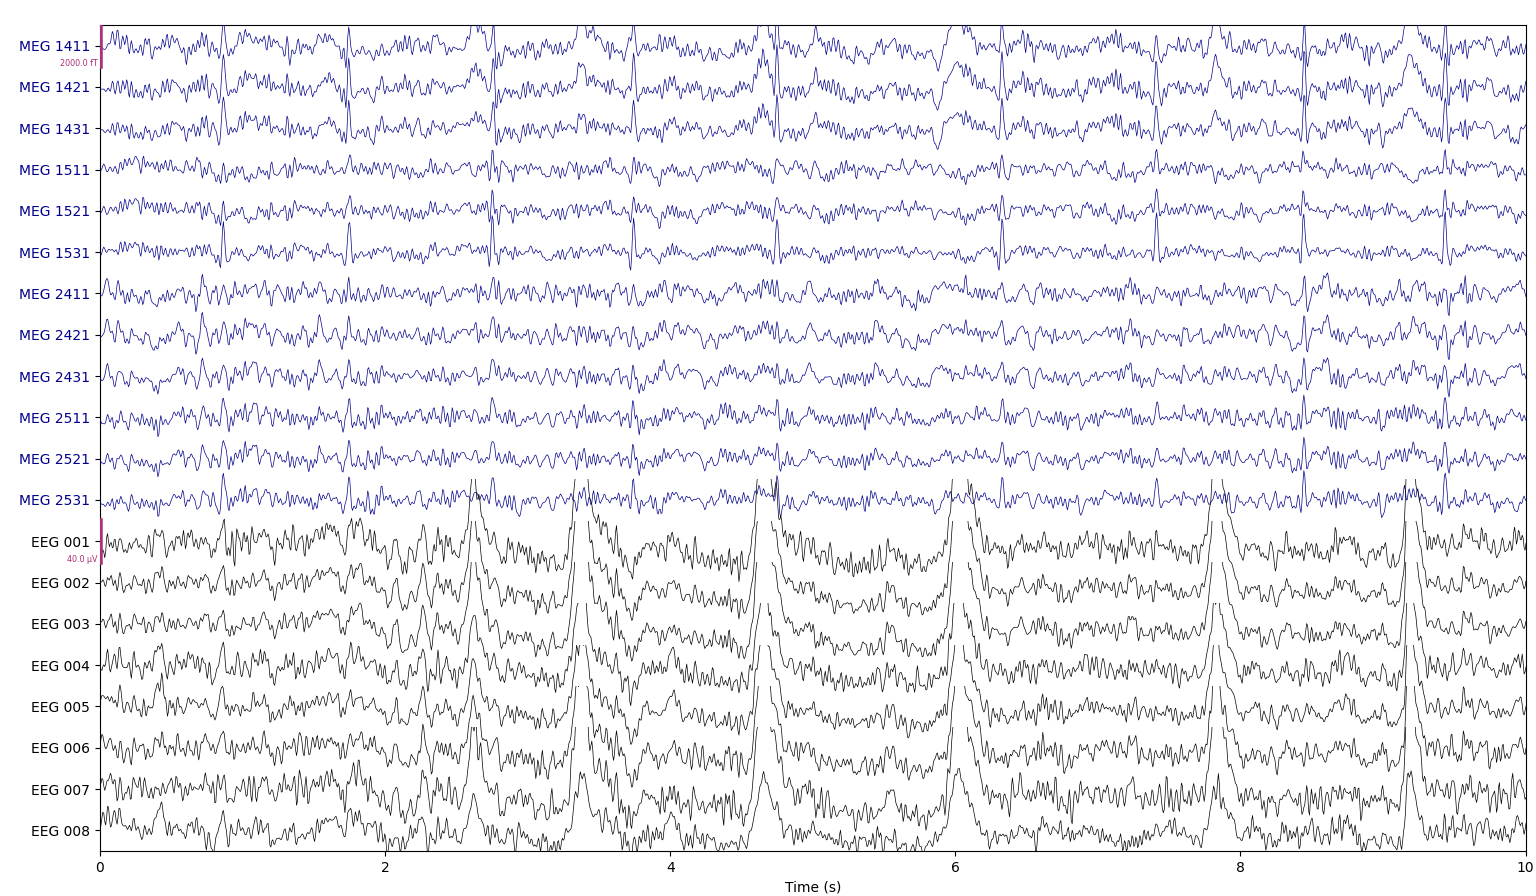 MEG 1411
2000.0 fT
MEG 1421
MEG 1431
MEG 1511
MEG 1521
MEG 1531
MEG 2411
MEG 2421
MEG 2431
MEG 2511
MEG 2521
MEG 2531
EEG 001
40.0 µV
EEG 002
EEG 003
EEG 004
EEG 005
EEG 006
EEG 007
EEG 008
0 2 4 6 8 10
Time (s)